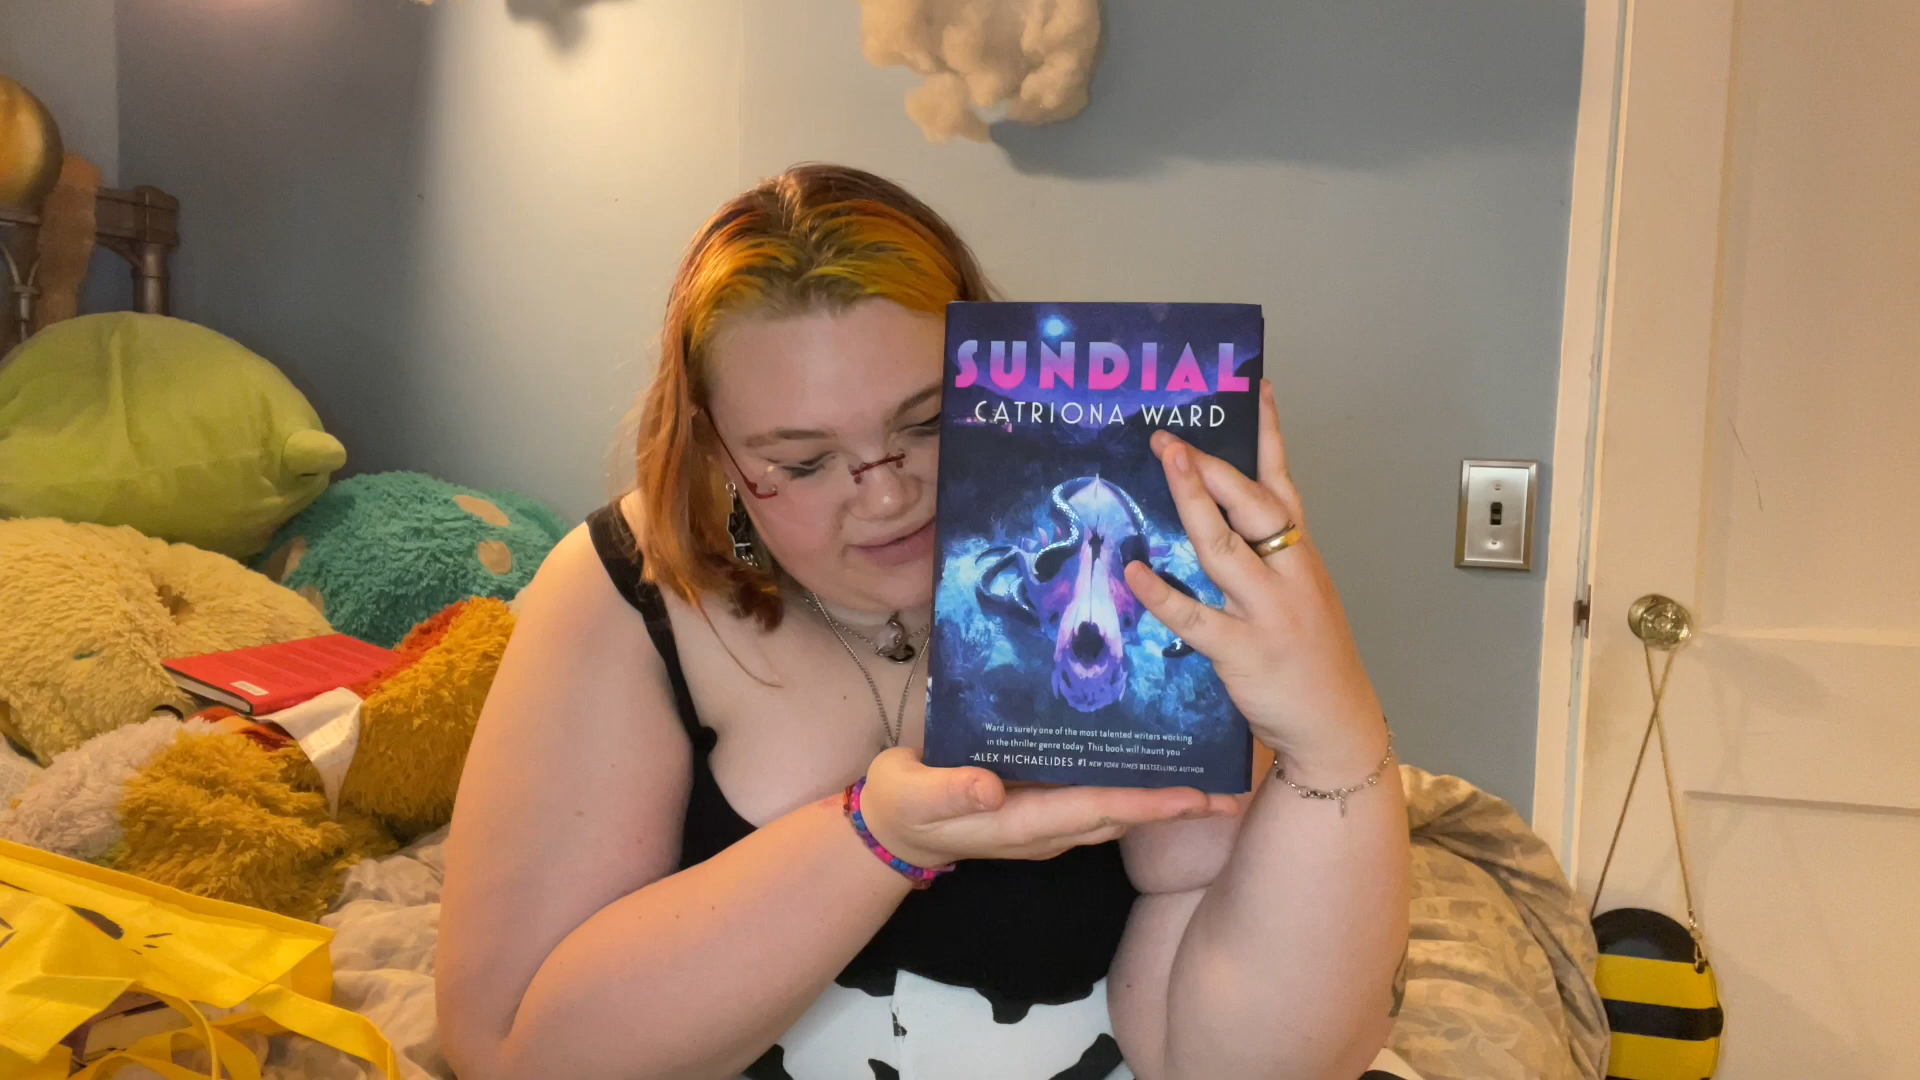 SUNDIAL
CATRIONA WARD
"Ward is surely one of the most talented writers working
in the thriller genre today. This book will haunt you."
–ALEX MICHAELIDES #1 NEW YORK TIMES BESTSELLING AUTHOR